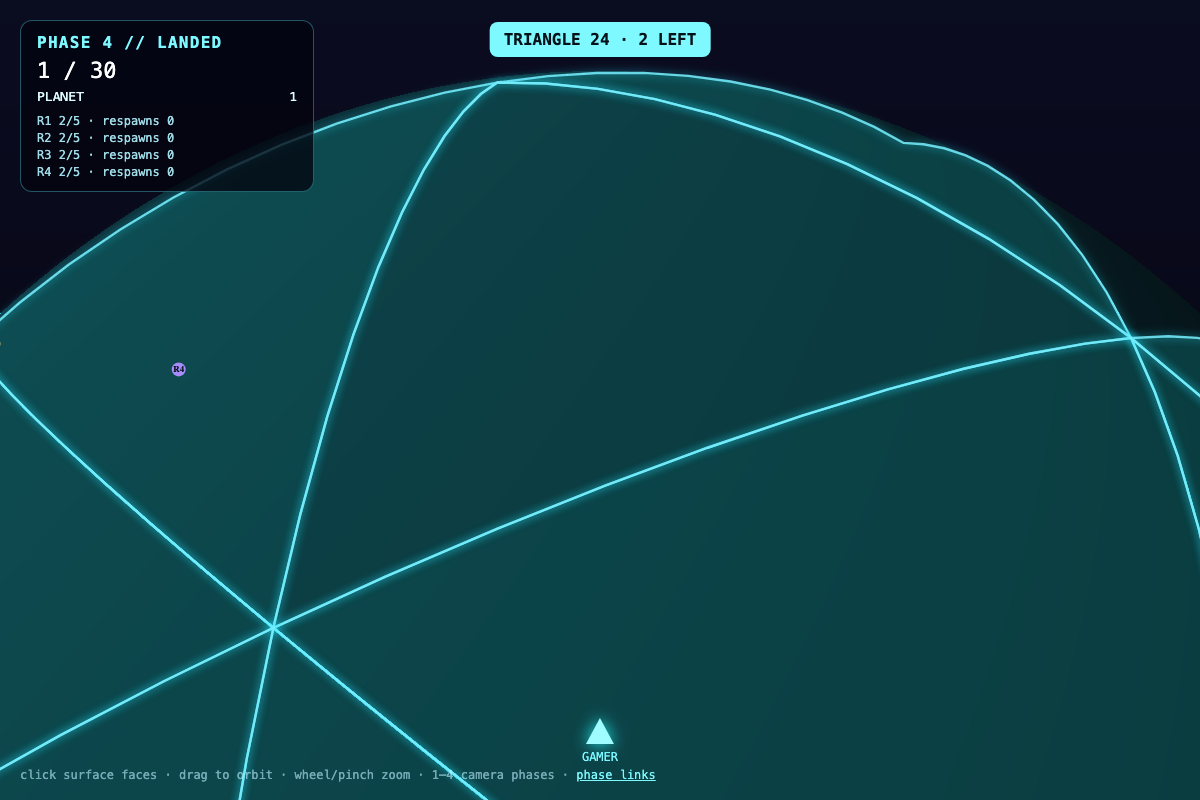 PHASE 4 // LANDED
1 / 30
PLANET 1
R1 2/5 · respawns 0
R2 2/5 · respawns 0
R3 2/5 · respawns 0
R4 2/5 · respawns 0
TRIANGLE 24 · 2 LEFT
R4
GAMER
click surface faces · drag to orbit · wheel/pinch zoom · 1–4 camera phases · phase links